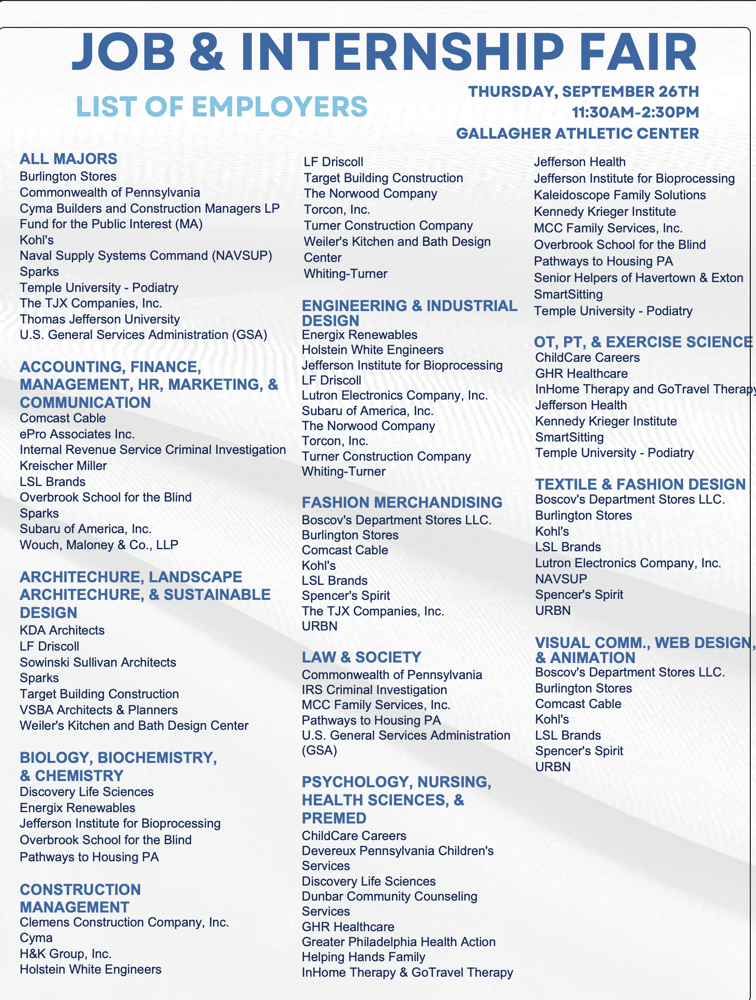 JOB & INTERNSHIP FAIR
LIST OF EMPLOYERS
THURSDAY, SEPTEMBER 26TH
11:30AM-2:30PM
GALLAGHER ATHLETIC CENTER
ALL MAJORS
Burlington Stores
Commonwealth of Pennsylvania
Cyma Builders and Construction Managers LP
Fund for the Public Interest (MA)
Kohl's
Naval Supply Systems Command (NAVSUP)
Sparks
Temple University - Podiatry
The TJX Companies, Inc.
Thomas Jefferson University
U.S. General Services Administration (GSA)
ACCOUNTING, FINANCE,
MANAGEMENT, HR, MARKETING, &
COMMUNICATION
Comcast Cable
ePro Associates Inc.
Internal Revenue Service Criminal Investigation
Kreischer Miller
LSL Brands
Overbrook School for the Blind
Sparks
Subaru of America, Inc.
Wouch, Maloney & Co., LLP
ARCHITECHURE, LANDSCAPE
ARCHITECHURE, & SUSTAINABLE
DESIGN
KDA Architects
LF Driscoll
Sowinski Sullivan Architects
Sparks
Target Building Construction
VSBA Architects & Planners
Weiler's Kitchen and Bath Design Center
BIOLOGY, BIOCHEMISTRY,
& CHEMISTRY
Discovery Life Sciences
Energix Renewables
Jefferson Institute for Bioprocessing
Overbrook School for the Blind
Pathways to Housing PA
CONSTRUCTION
MANAGEMENT
Clemens Construction Company, Inc.
Cyma
H&K Group, Inc.
Holstein White Engineers
LF Driscoll
Target Building Construction
The Norwood Company
Torcon, Inc.
Turner Construction Company
Weiler's Kitchen and Bath Design
Center
Whiting-Turner
ENGINEERING & INDUSTRIAL
DESIGN
Energix Renewables
Holstein White Engineers
Jefferson Institute for Bioprocessing
LF Driscoll
Lutron Electronics Company, Inc.
Subaru of America, Inc.
The Norwood Company
Torcon, Inc.
Turner Construction Company
Whiting-Turner
FASHION MERCHANDISING
Boscov's Department Stores LLC.
Burlington Stores
Comcast Cable
Kohl's
LSL Brands
Spencer's Spirit
The TJX Companies, Inc.
URBN
LAW & SOCIETY
Commonwealth of Pennsylvania
IRS Criminal Investigation
MCC Family Services, Inc.
Pathways to Housing PA
U.S. General Services Administration
(GSA)
PSYCHOLOGY, NURSING,
HEALTH SCIENCES, &
PREMED
ChildCare Careers
Devereux Pennsylvania Children's
Services
Discovery Life Sciences
Dunbar Community Counseling
Services
GHR Healthcare
Greater Philadelphia Health Action
Helping Hands Family
InHome Therapy & GoTravel Therapy
Jefferson Health
Jefferson Institute for Bioprocessing
Kaleidoscope Family Solutions
Kennedy Krieger Institute
MCC Family Services, Inc.
Overbrook School for the Blind
Pathways to Housing PA
Senior Helpers of Havertown & Exton
SmartSitting
Temple University - Podiatry
OT, PT, & EXERCISE SCIENCE
ChildCare Careers
GHR Healthcare
InHome Therapy and GoTravel Therapy
Jefferson Health
Kennedy Krieger Institute
SmartSitting
Temple University - Podiatry
TEXTILE & FASHION DESIGN
Boscov's Department Stores LLC.
Burlington Stores
Kohl's
LSL Brands
Lutron Electronics Company, Inc.
NAVSUP
Spencer's Spirit
URBN
VISUAL COMM., WEB DESIGN,
& ANIMATION
Boscov's Department Stores LLC.
Burlington Stores
Comcast Cable
Kohl's
LSL Brands
Spencer's Spirit
URBN